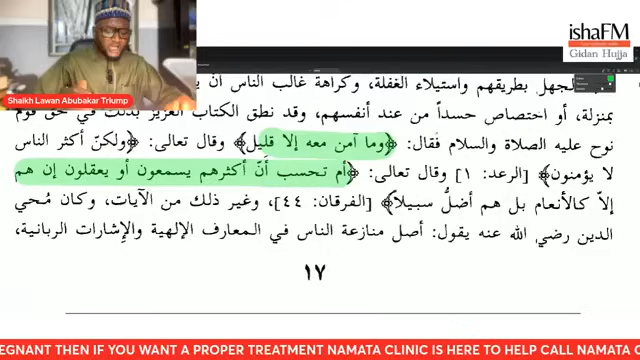 ishaFM
Gidan Hujja
Shaikh Lawan Abubakar Triump
الجهل بطريقهم واستيلاء الغفلة، وكراهة غالب الناس أن
بمنزلة، أو اختصاص حسداً من عند أنفسهم، وقد نطق الكتاب العزيز بذلك في حق قوم
نوح عليه الصلاة والسلام فقال: ﴿وما آمن معه إلا قليل﴾ وقال تعالى: ﴿ولكنّ أكثر الناس
لا يؤمنون﴾ [الرعد: ١] وقال تعالى: ﴿أم تحسب أنّ أكثرهم يسمعون أو يعقلون إن هم
إلاّ كالأنعام بل هم أضلُّ سبيلاً﴾ [الفرقان: ٤٤]، وغير ذلك من الآيات، وكان مُحي
الدين رضي الله عنه يقول: أصل منازعة الناس في المعارف الإلهية والإشارات الربانية،
١٧
EGNANT THEN IF YOU WANT A PROPER TREATMENT NAMATA CLINIC IS HERE TO HELP CALL NAMATA C